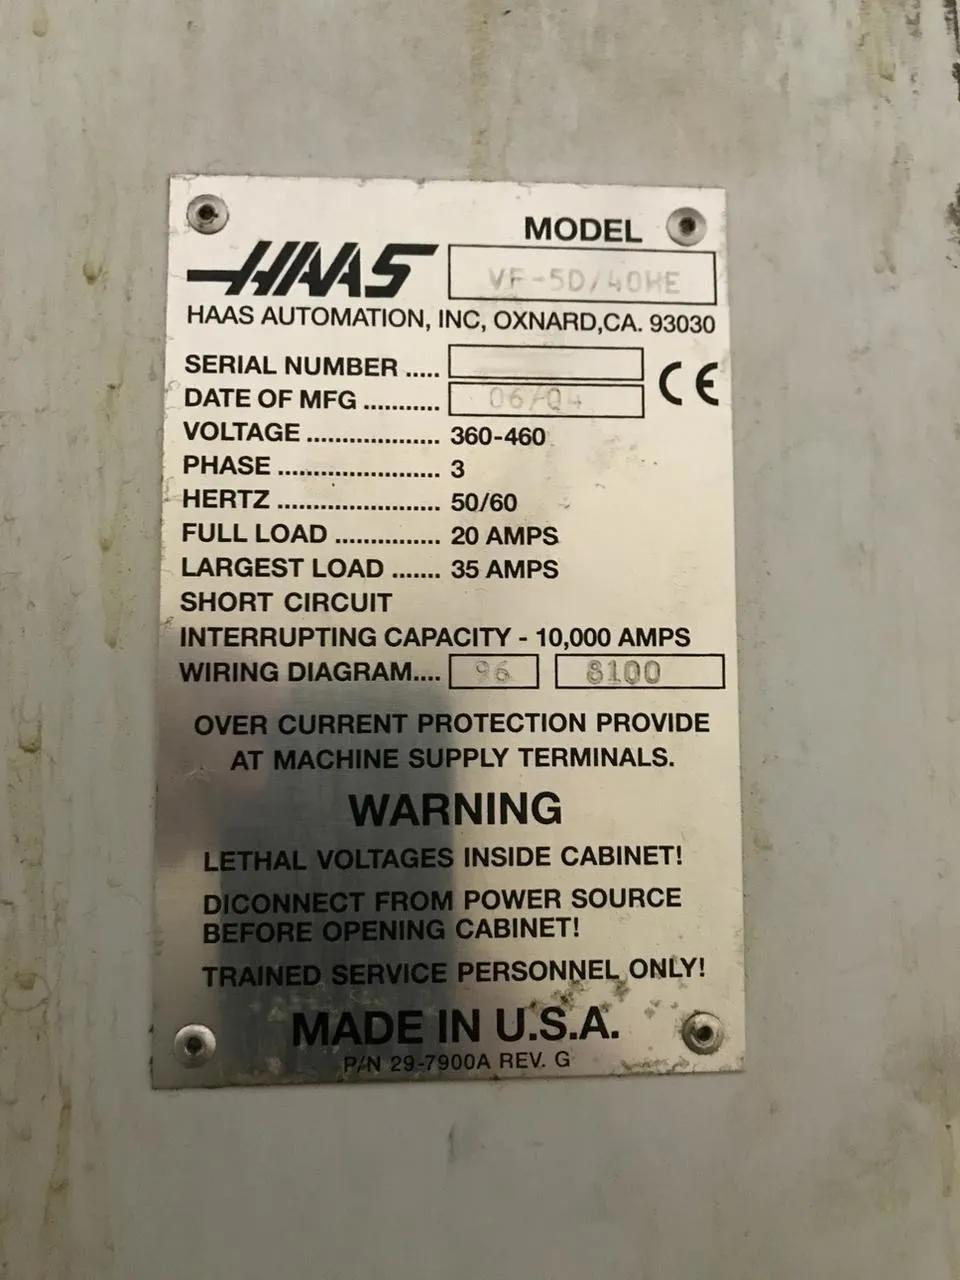 MODEL
HAAS VF-5D/40HE
HAAS AUTOMATION, INC, OXNARD,CA. 93030
SERIAL NUMBER .....
CE
DATE OF MFG ........... 06/04
VOLTAGE ................... 360-460
PHASE ....................... 3
HERTZ ....................... 50/60
FULL LOAD ............... 20 AMPS
LARGEST LOAD ....... 35 AMPS
SHORT CIRCUIT
INTERRUPTING CAPACITY - 10,000 AMPS
WIRING DIAGRAM.... 96 8100
OVER CURRENT PROTECTION PROVIDE
AT MACHINE SUPPLY TERMINALS.
WARNING
LETHAL VOLTAGES INSIDE CABINET!
DICONNECT FROM POWER SOURCE
BEFORE OPENING CABINET!
TRAINED SERVICE PERSONNEL ONLY!
MADE IN U.S.A.
P/N 29-7900A REV. G